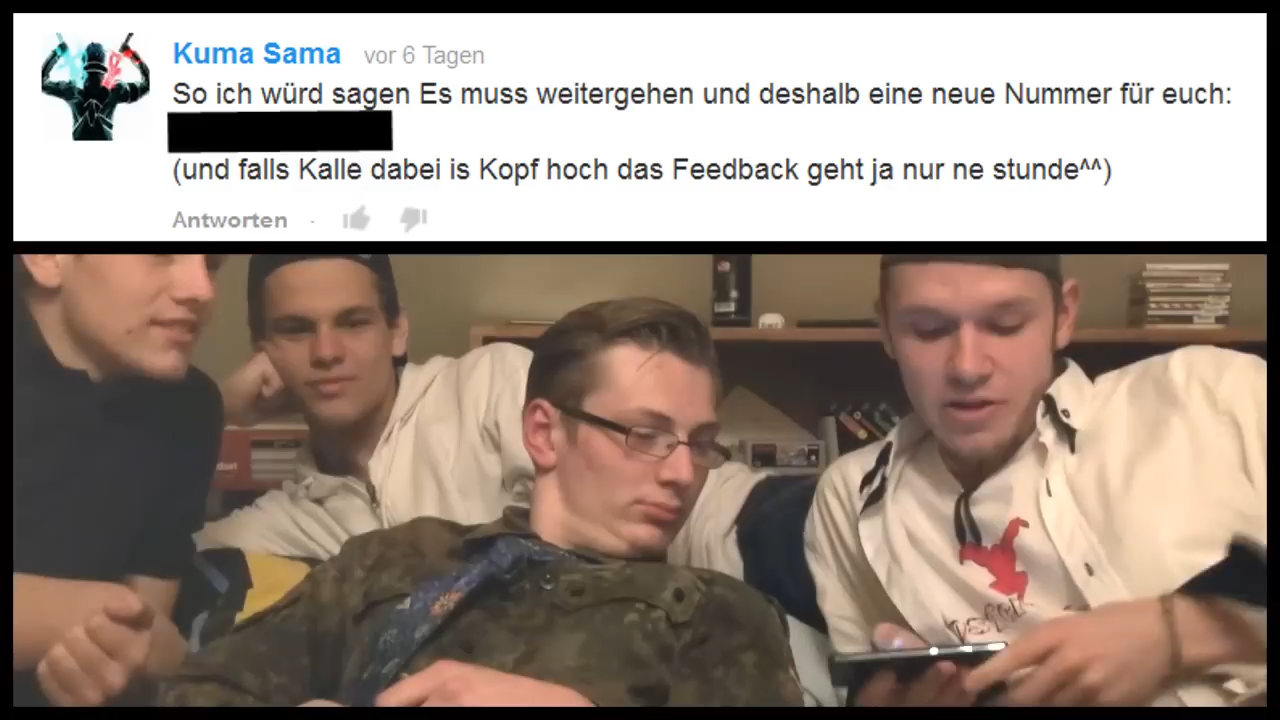 Kuma Sama vor 6 Tagen
So ich würd sagen Es muss weitergehen und deshalb eine neue Nummer für euch:
(und falls Kalle dabei is Kopf hoch das Feedback geht ja nur ne stunde^^)
Antworten ·